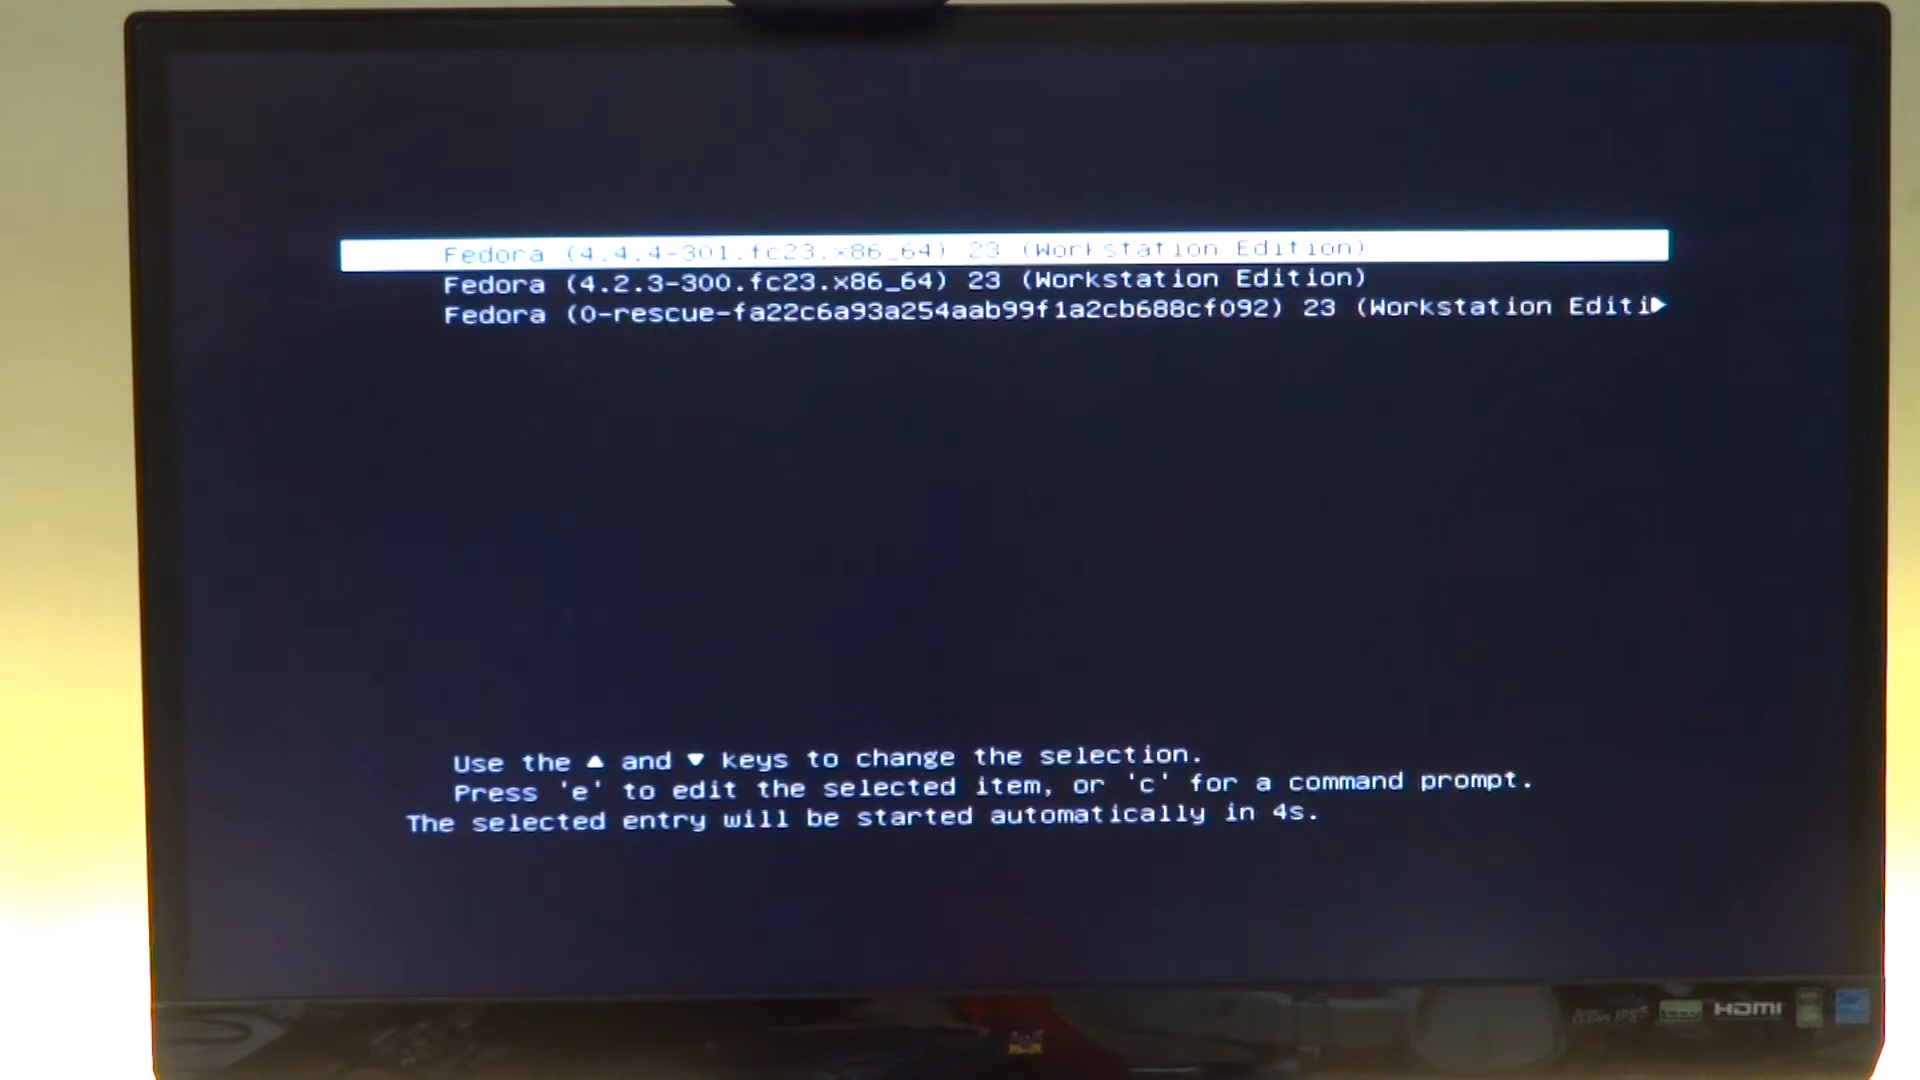 Fedora (4.4.4-301.fc23.x86_64) 23 (Workstation Edition)
Fedora (4.2.3-300.fc23.x86_64) 23 (Workstation Edition)
Fedora (0-rescue-fa22c6a93a254aab99f1a2cb688cf092) 23 (Workstation Editi▶
Use the ▲ and ▼ keys to change the selection.
Press 'e' to edit the selected item, or 'c' for a command prompt.
The selected entry will be started automatically in 4s.
HDMI